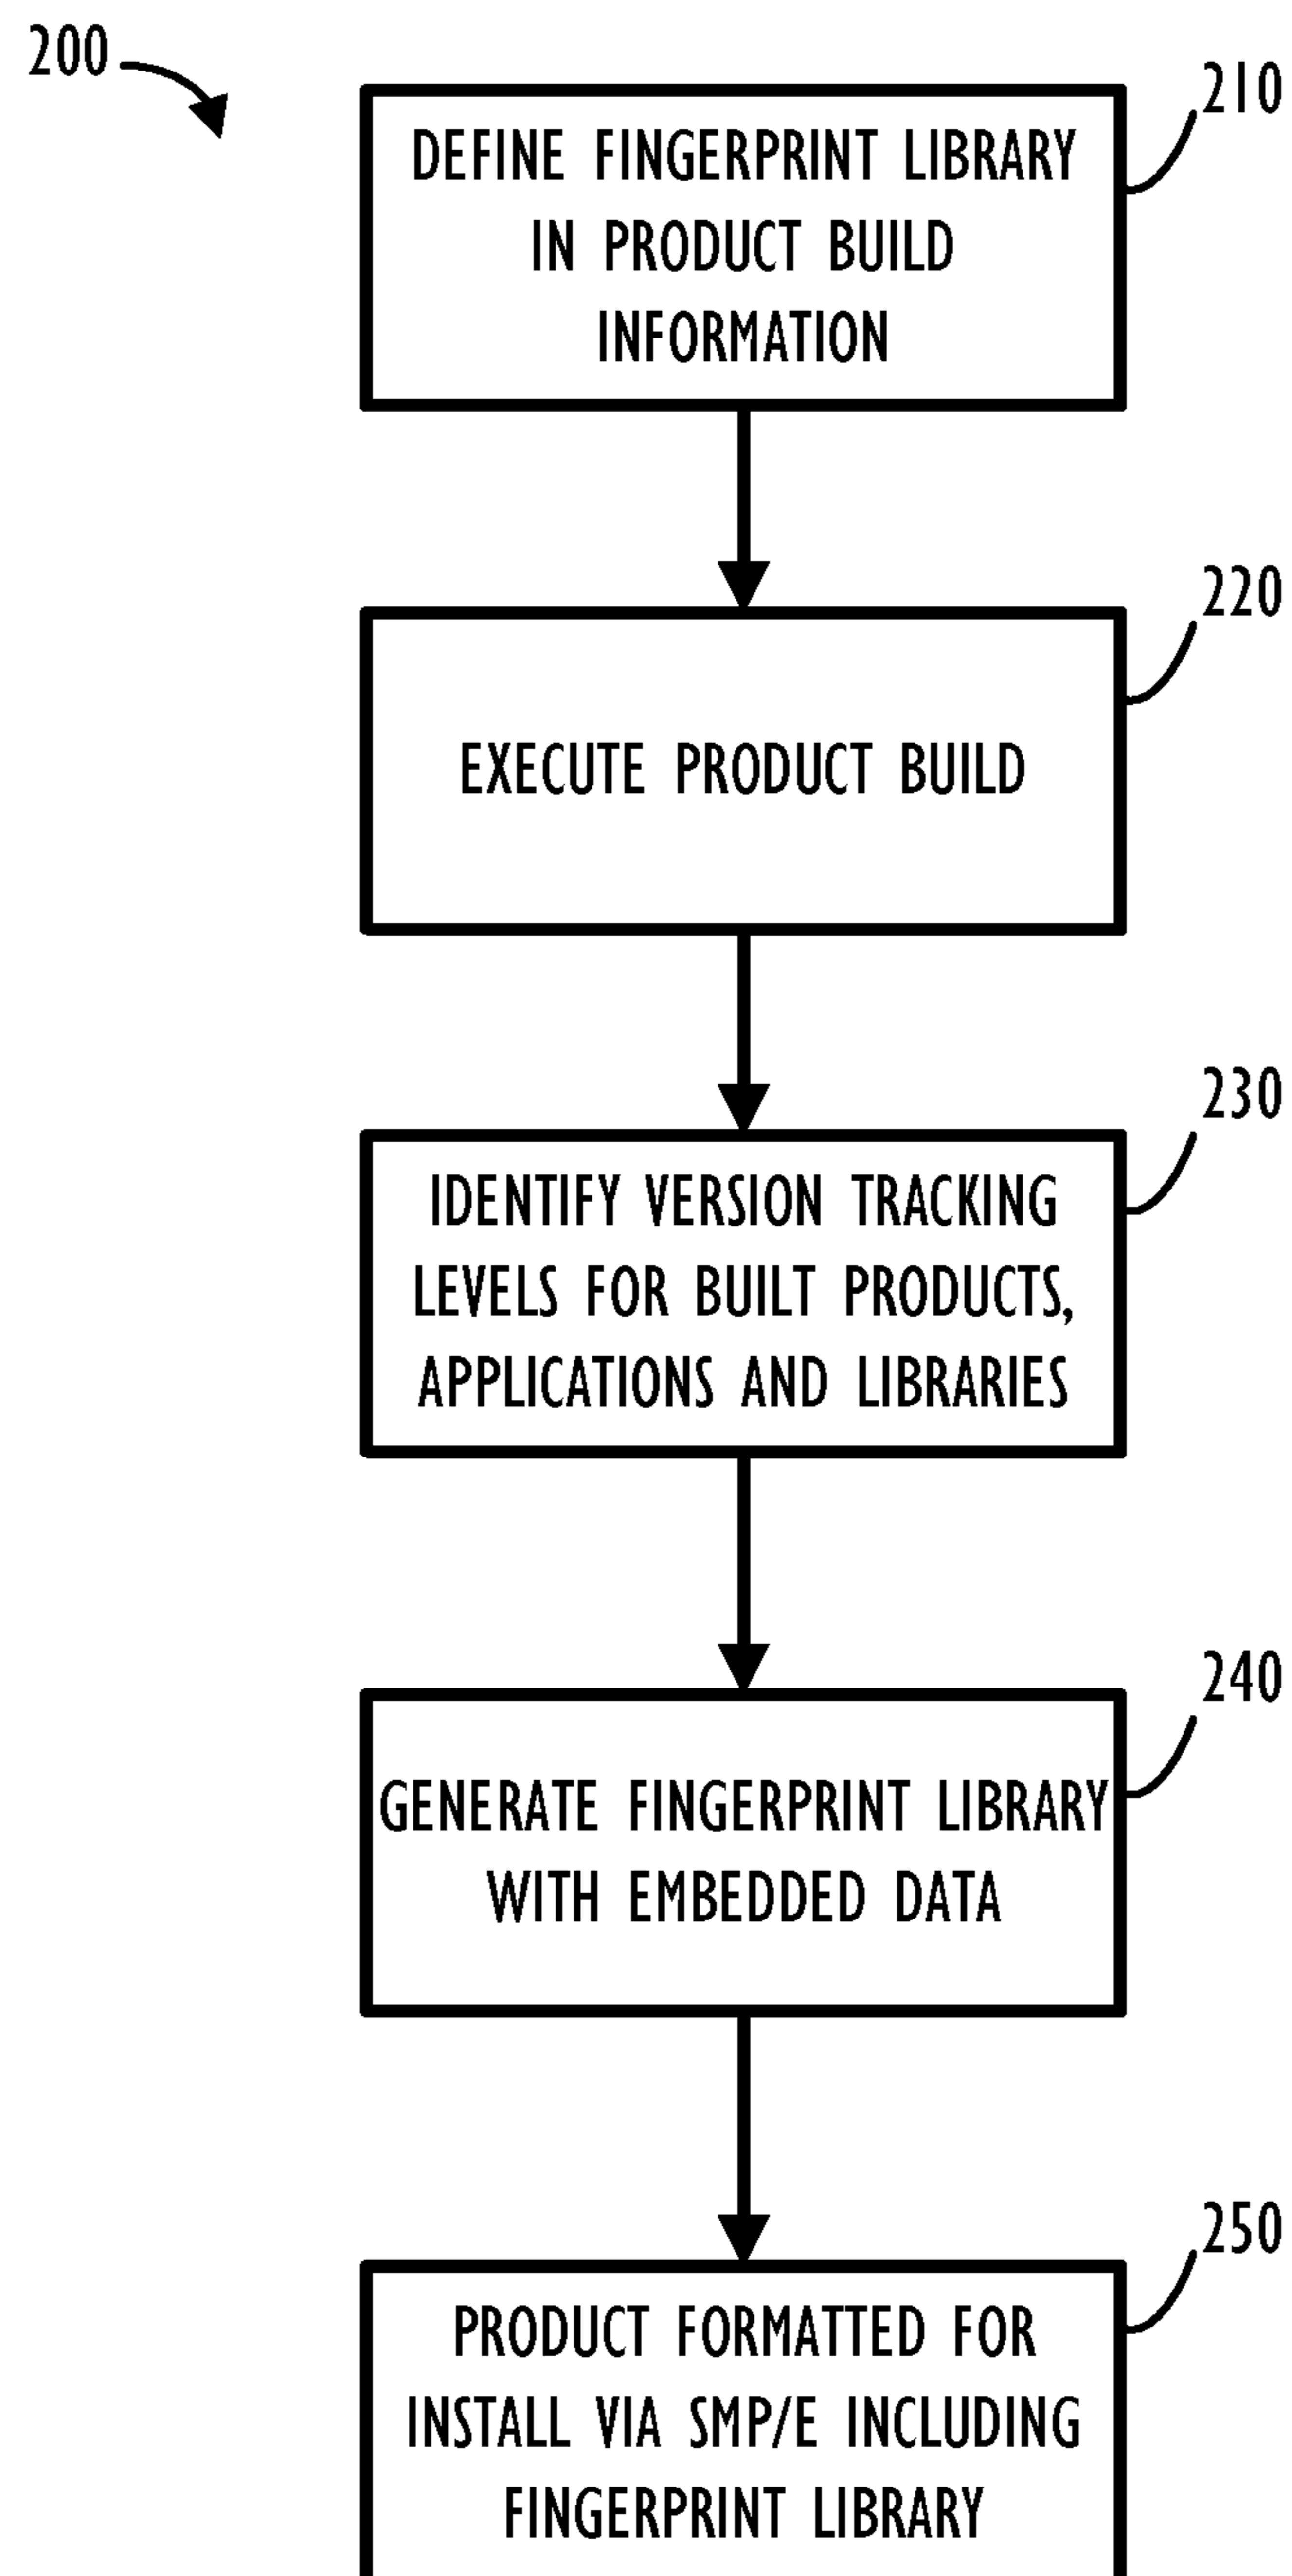 200
210
DEFINE FINGERPRINT LIBRARY
IN PRODUCT BUILD
INFORMATION
220
EXECUTE PRODUCT BUILD
230
IDENTIFY VERSION TRACKING
LEVELS FOR BUILT PRODUCTS,
APPLICATIONS AND LIBRARIES
240
GENERATE FINGERPRINT LIBRARY
WITH EMBEDDED DATA
250
PRODUCT FORMATTED FOR
INSTALL VIA SMP/E INCLUDING
FINGERPRINT LIBRARY